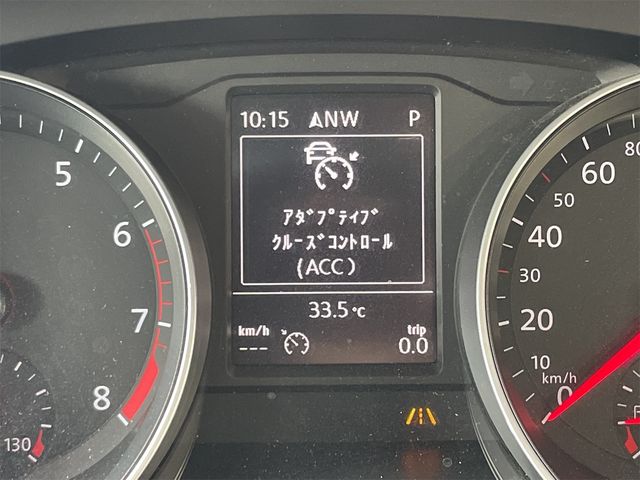 10:15 NW P
ｱﾀﾞﾌﾟﾃｨﾌﾞ
ｸﾙｰｽﾞｺﾝﾄﾛｰﾙ
(ACC)
33.5 °C
km/h
---
trip
0.0
5
6
7
8
130
80
60
50
40
30
20
10
km/h
0